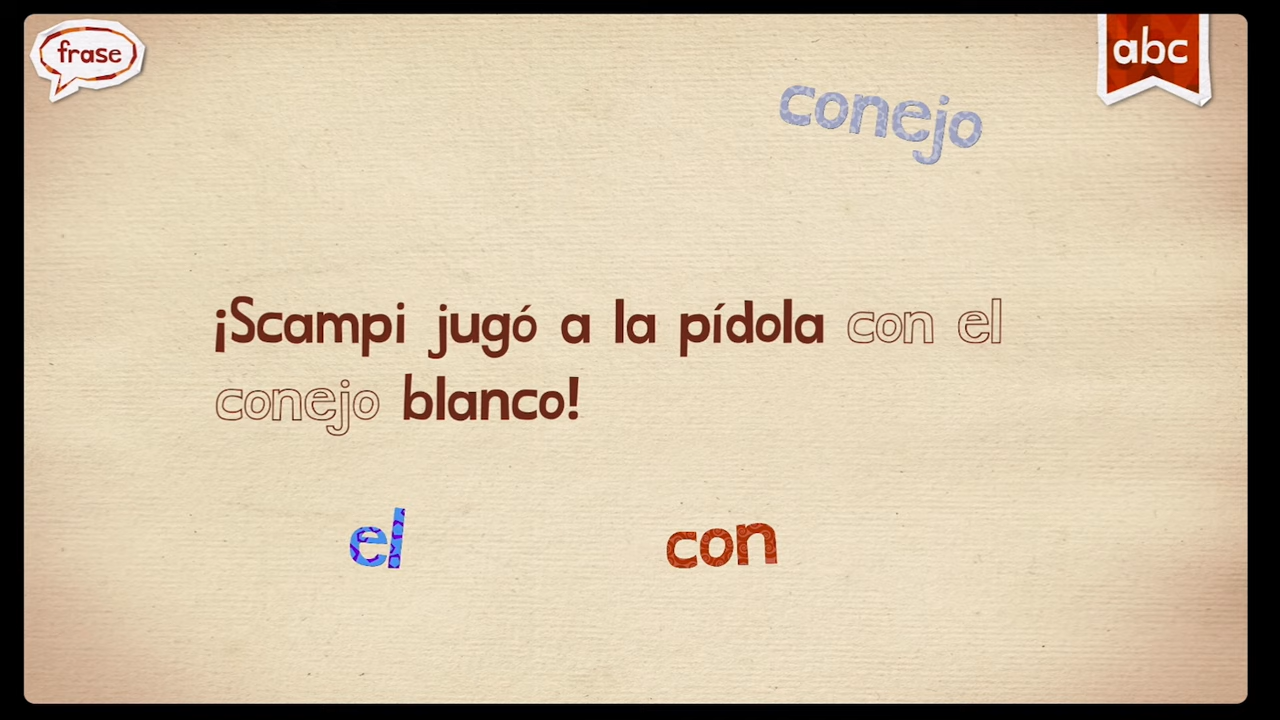 frase
abc
conejo
¡Scampi jugó a la pídola con el
conejo blanco!
el
con